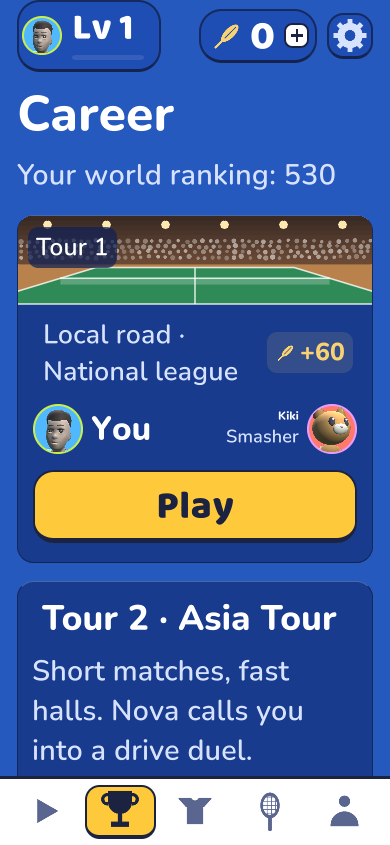 Lv 1
0
Career
Your world ranking: 530
Tour 1
Local road ·
National league
+60
You
Kiki
Smasher
Play
Tour 2 · Asia Tour
Short matches, fast
halls. Nova calls you
into a drive duel.